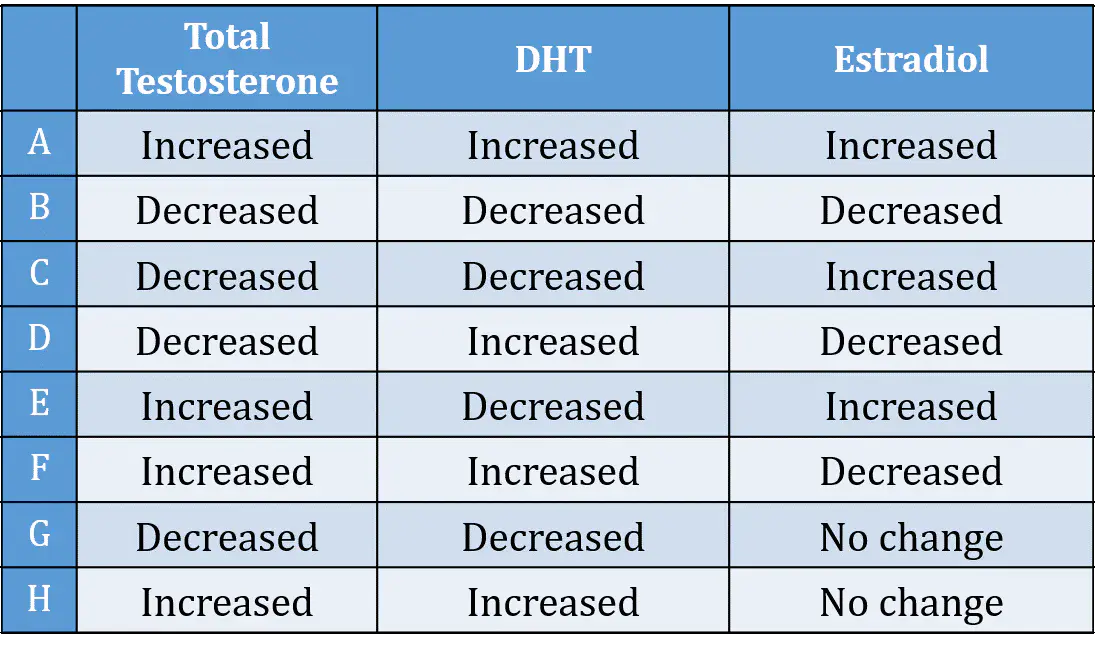 Total Testosterone DHT Estradiol
A Increased Increased Increased
B Decreased Decreased Decreased
C Decreased Decreased Increased
D Decreased Increased Decreased
E Increased Decreased Increased
F Increased Increased Decreased
G Decreased Decreased No change
H Increased Increased No change